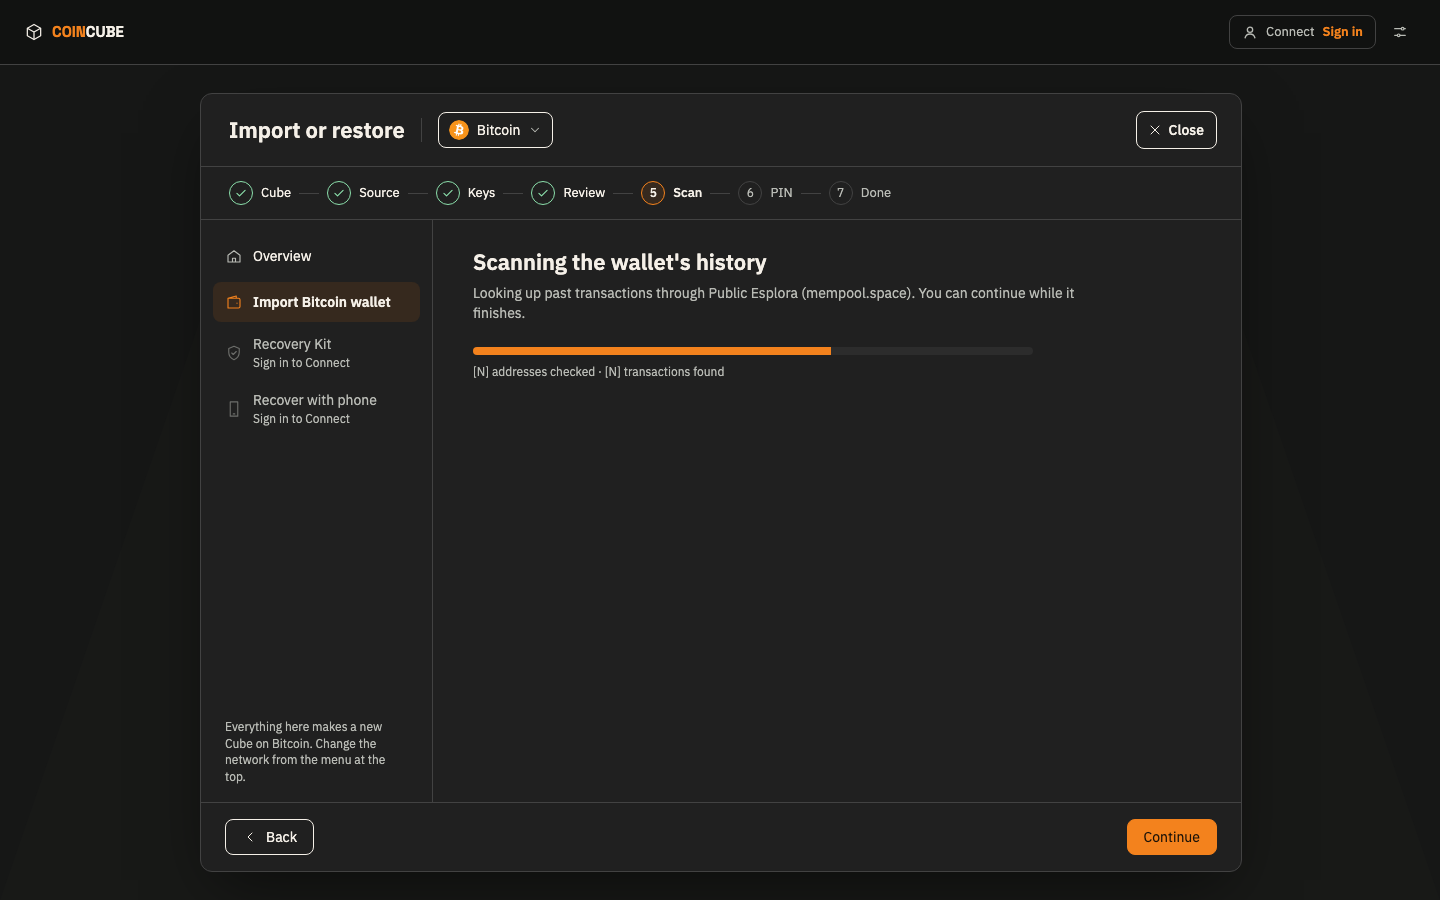 COINCUBE
Connect Sign in
Import or restore
Bitcoin
Close
Cube
Source
Keys
Review
5 Scan
6 PIN
7 Done
Overview
Import Bitcoin wallet
Recovery Kit
Sign in to Connect
Recover with phone
Sign in to Connect
Everything here makes a new
Cube on Bitcoin. Change the
network from the menu at the
top.
Scanning the wallet's history
Looking up past transactions through Public Esplora (mempool.space). You can continue while it
finishes.
[N] addresses checked · [N] transactions found
Back
Continue